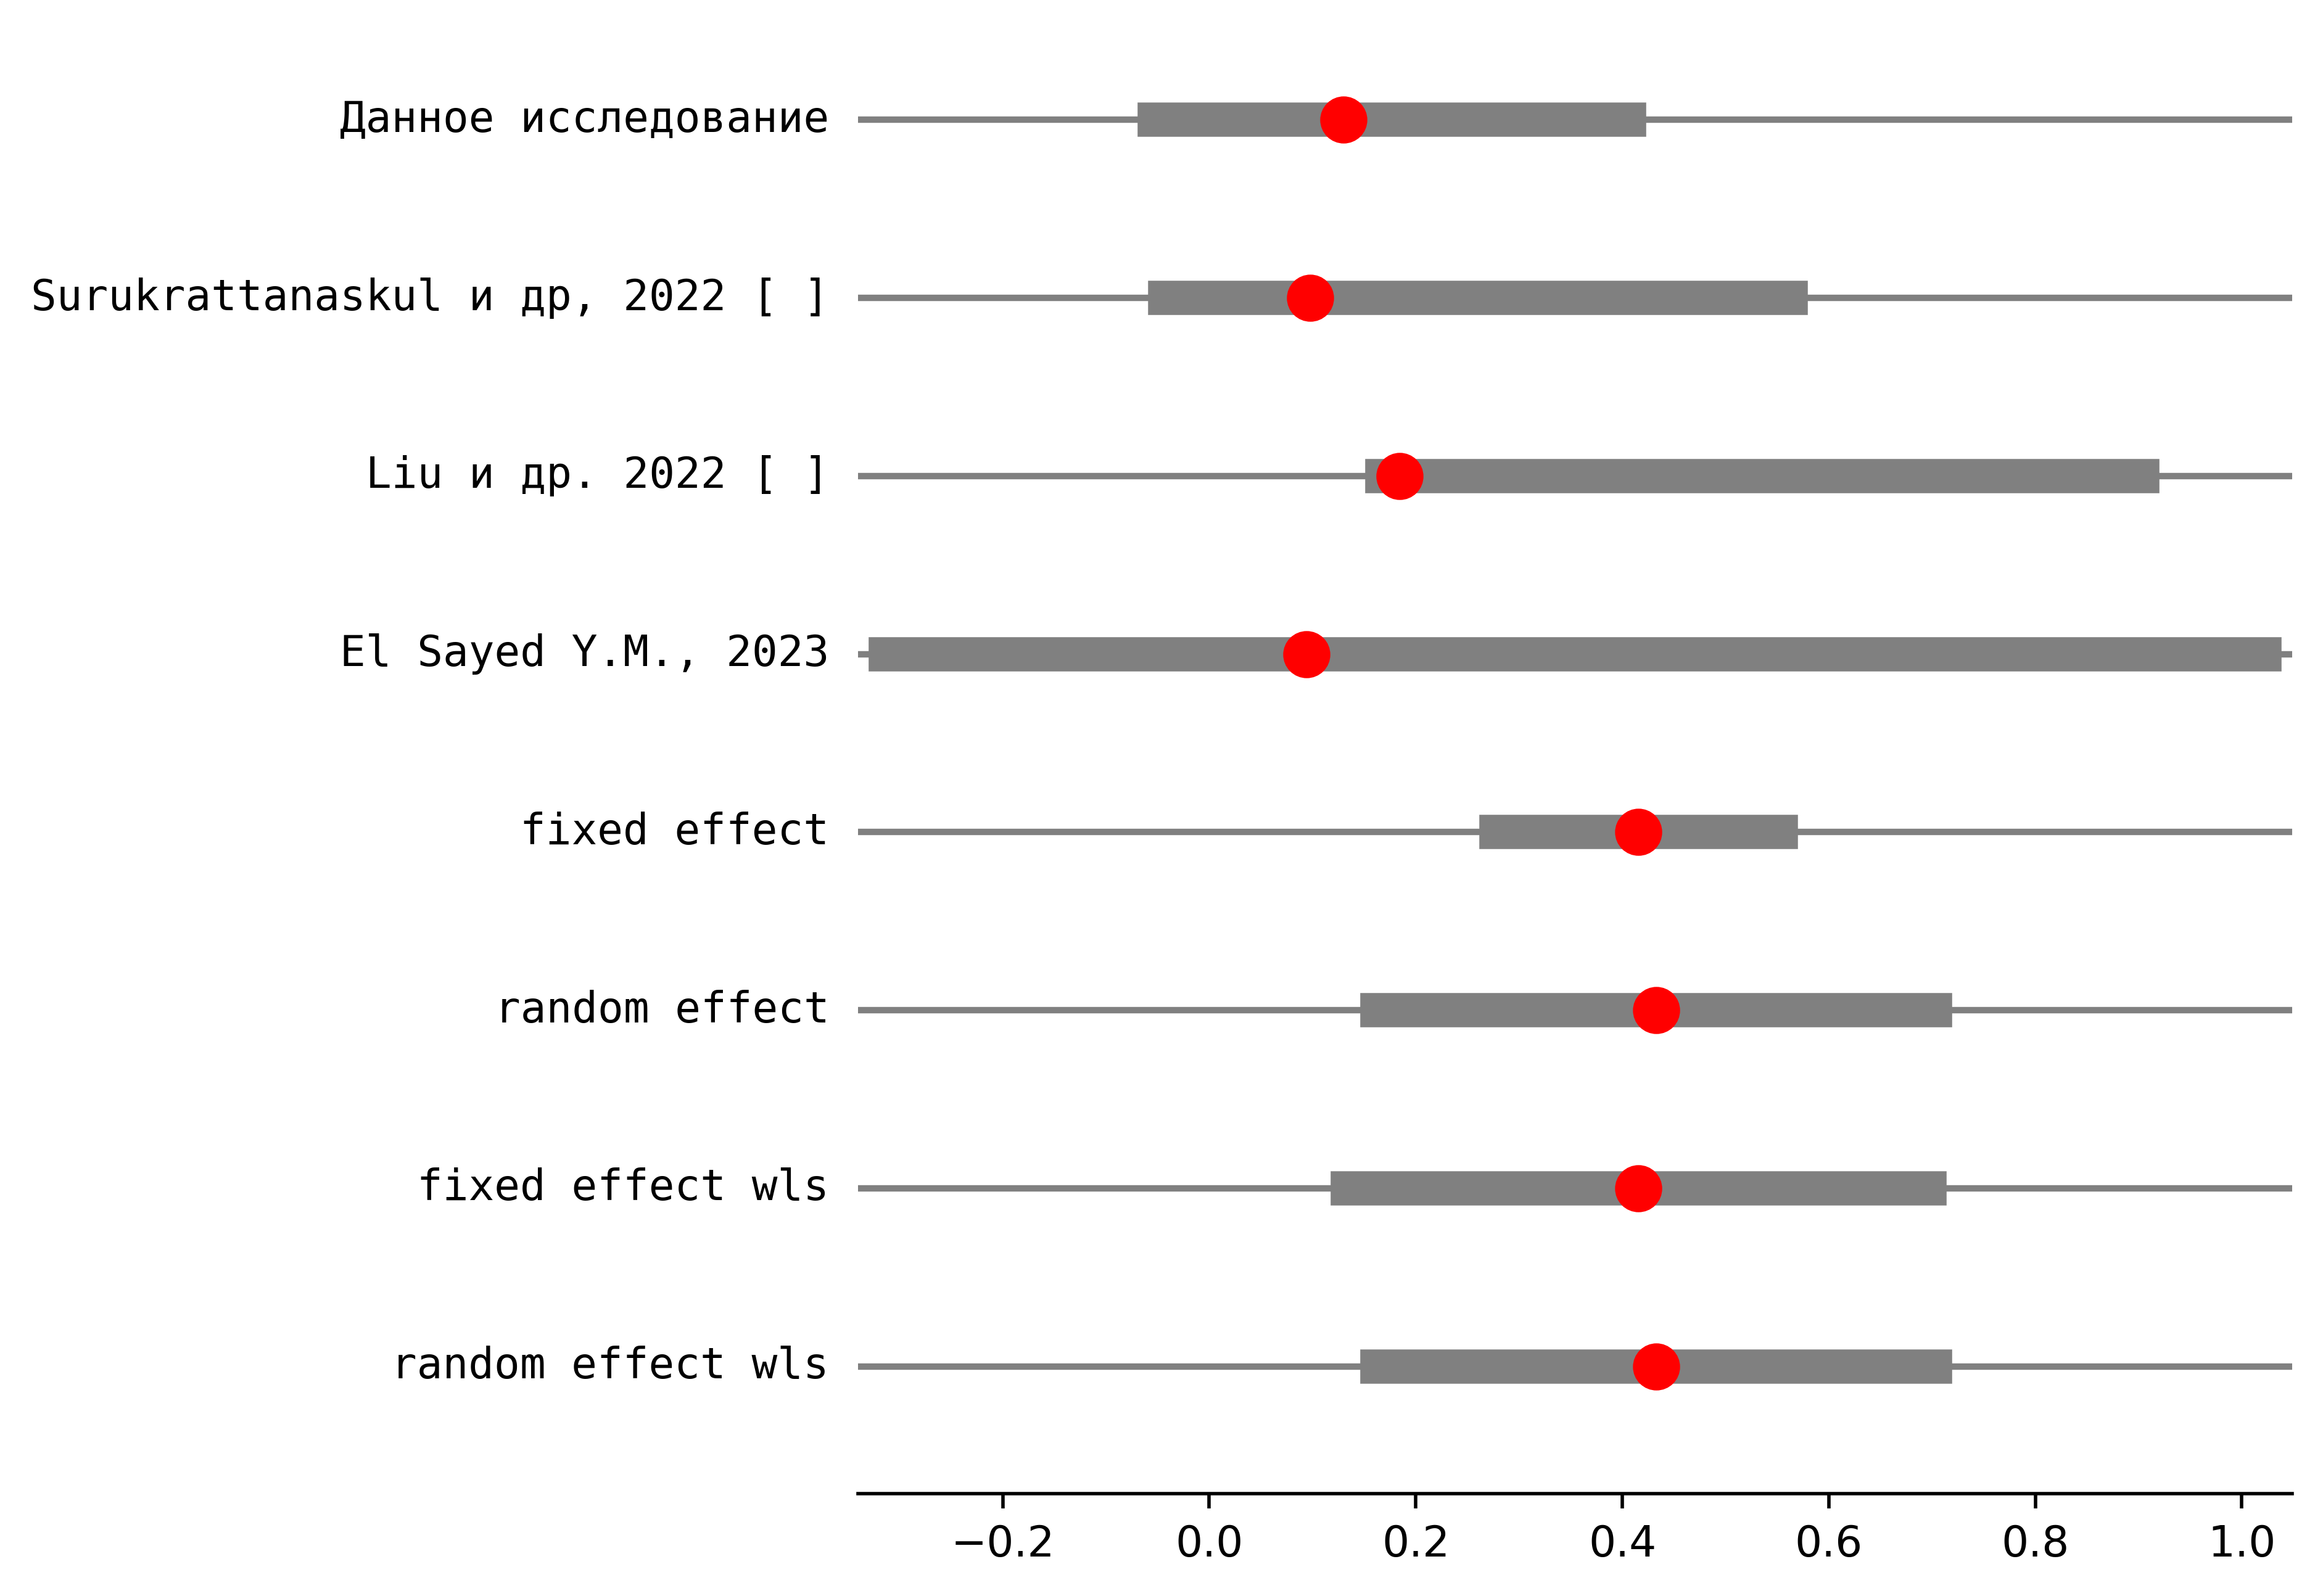 Данное исследование
Surukrattanaskul и др, 2022 [ ]
Liu и др. 2022 [ ]
El Sayed Y.M., 2023
fixed effect
random effect
fixed effect wls
random effect wls
−0.2 0.0 0.2 0.4 0.6 0.8 1.0